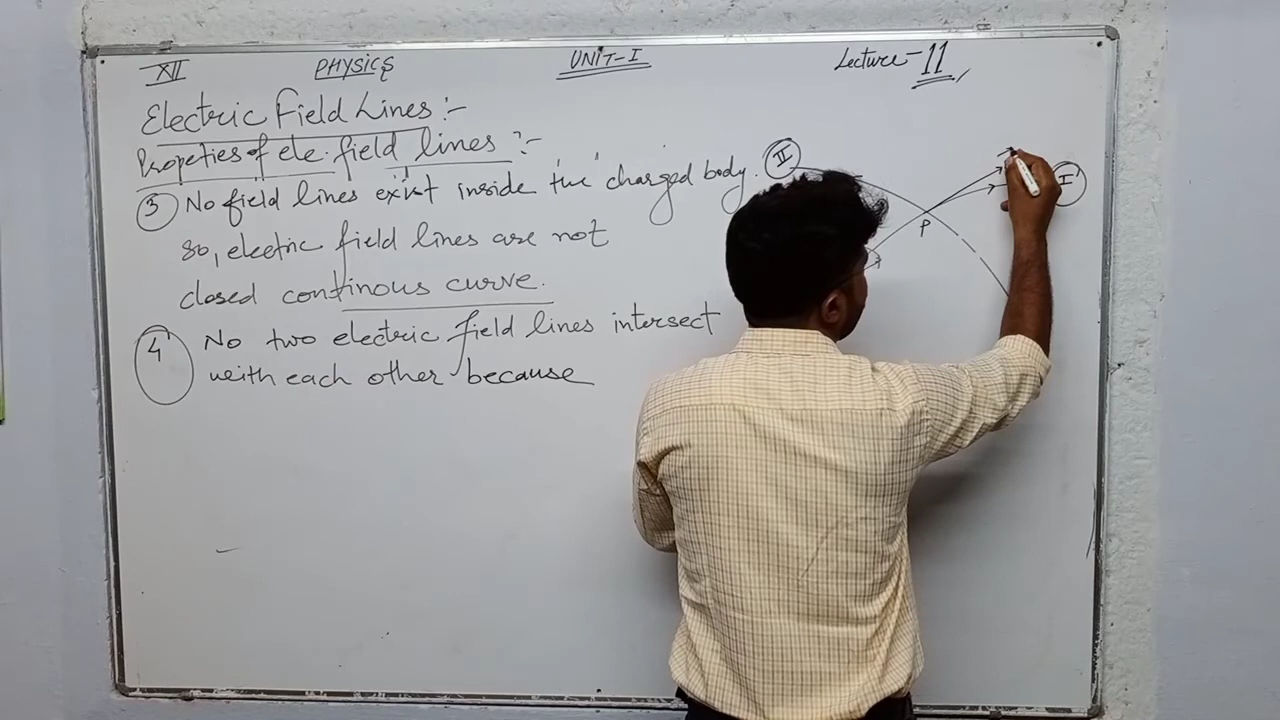 XII PHYSICS UNIT-I Lecture-11
Electric Field Lines:-
Propeties of ele. field lines :-
3 No field lines exist inside the charged body.
so, electric field lines are not
closed continous curve.
4 No two electric field lines intersect
with each other because
II
I
P